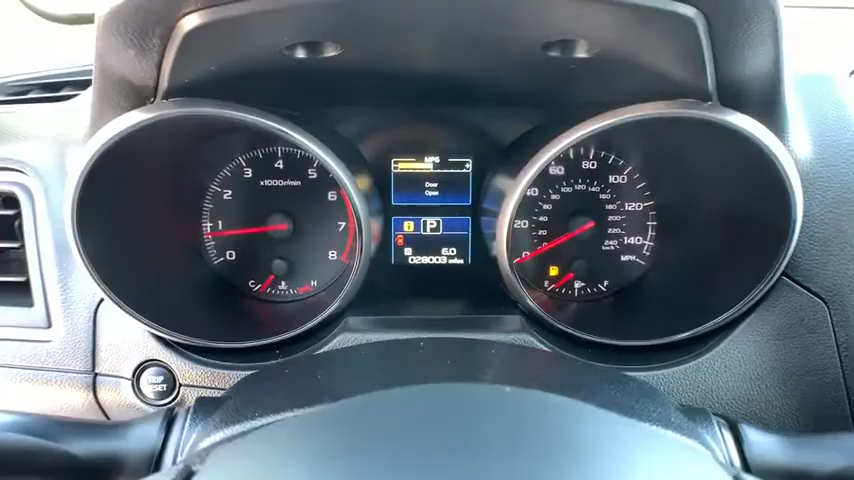 MPG
- +
Door
Open
i P
B 6.0
028003 miles
0 1 2 3 4 5 6 7 8
x1000r/min
C H
0 20 40 60 80 100 120 140
MPH
20 40 60 80 100 120 140 160 180 200 220 240
km/h
E F
TRIP
RESET